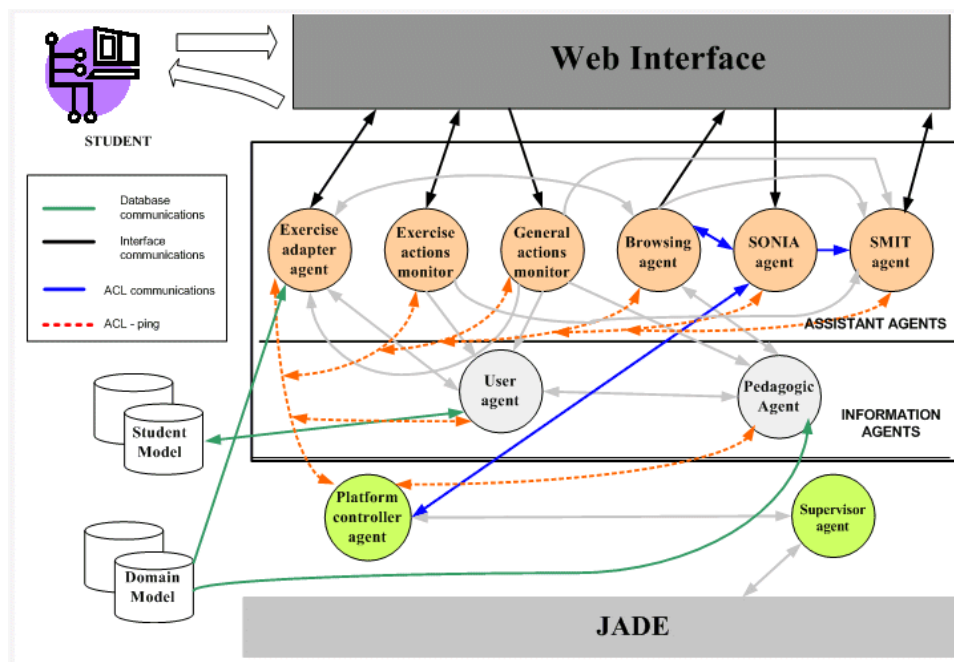 Web Interface
STUDENT
Database
communications
Interface
communications
ACL communications
ACL - ping
Exercise
adapter
agent
Exercise
actions
monitor
General
actions
monitor
Browsing
agent
SONIA
agent
SMIT
agent
ASSISTANT AGENTS
User
agent
Pedagogic
Agent
INFORMATION
AGENTS
Student
Model
Platform
controller
agent
Supervisor
agent
Domain
Model
JADE